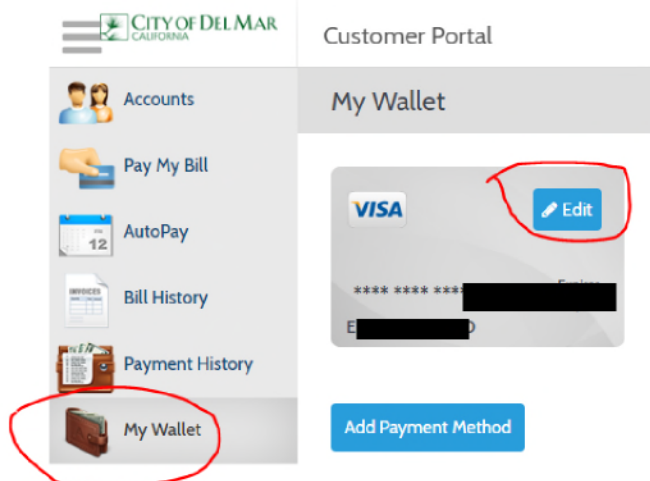 CITY OF DEL MAR
CALIFORNIA
Customer Portal
Accounts
Pay My Bill
AutoPay
12
Bill History
INVOICES
Payment History
My Wallet
My Wallet
VISA
Edit
**** **** ****
E
Add Payment Method